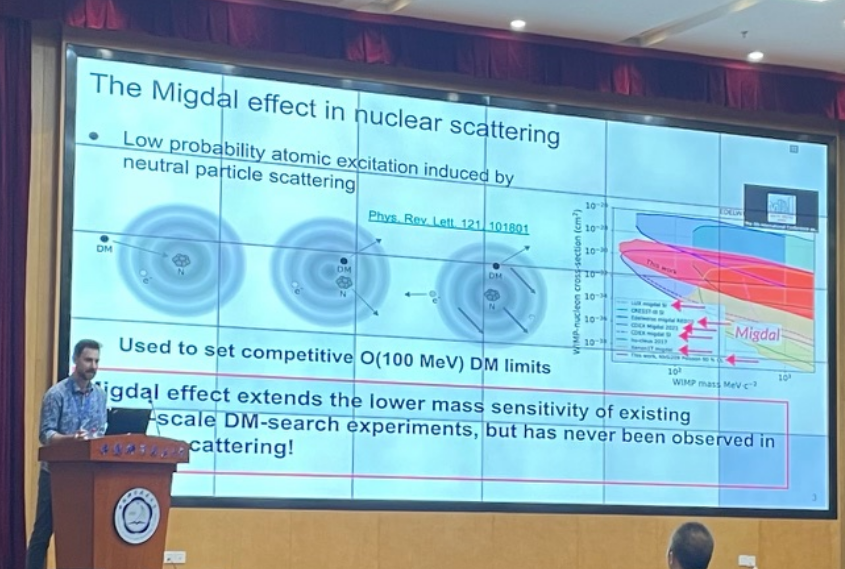 The Migdal effect in nuclear scattering
Low probability atomic excitation induced by
neutral particle scattering
Phys. Rev. Lett. 121, 101801
DM
N
e⁻
DM
N
e⁻
DM
N
e⁻
WIMP-nucleon cross-section (cm²)
This work
Migdal
10²
10³
WIMP mass MeV·c⁻²
Used to set competitive O(100 MeV) DM limits
igdal effect extends the lower mass sensitivity of existing
-scale DM-search experiments, but has never been observed in
cattering!
3